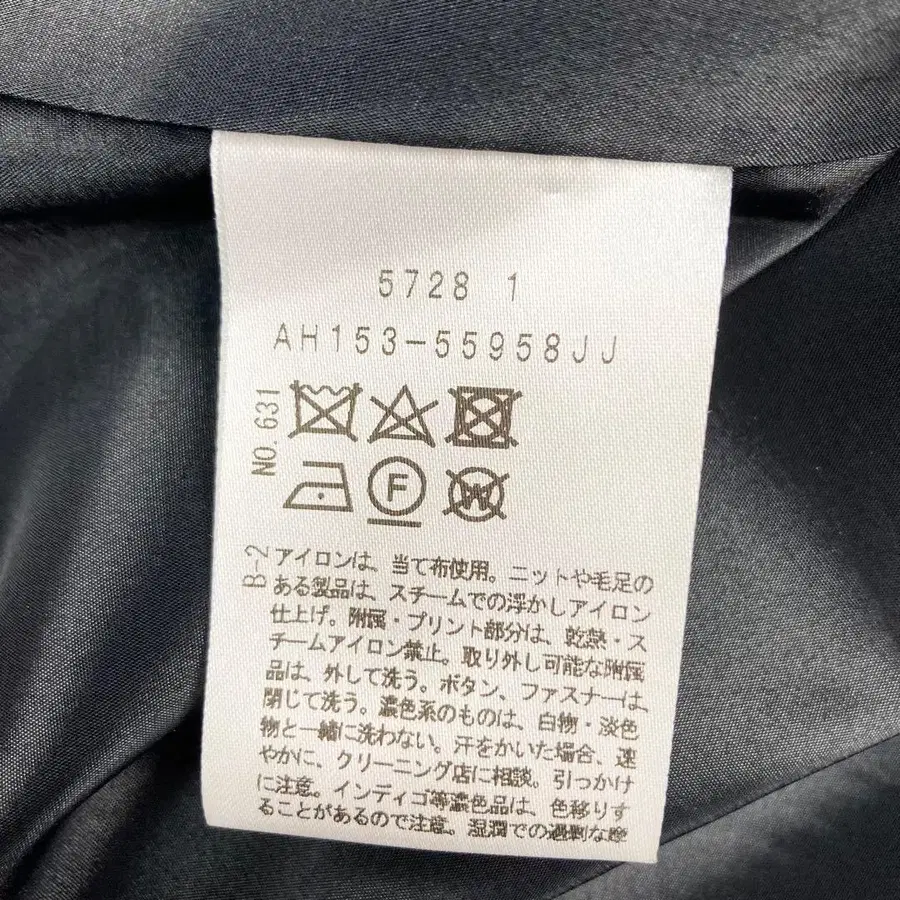 5728 1
AH153-55958JJ
NO. 631
F
W
B-2
アイロンは、当て布使用。ニットや毛足の
ある製品は、スチームでの浮かしアイロン
仕上げ。附属・プリント部分は、乾熱・ス
チームアイロン禁止。取り外し可能な附属
品は、外して洗う。ボタン、ファスナーは
閉じて洗う。濃色系のものは、白物・淡色
物と一緒に洗わない。汗をかいた場合、速
やかに、クリーニング店に相談。引っかけ
に注意。インディゴ等濃色品は、色移りす
ることがあるので注意。湿潤での過剰な摩